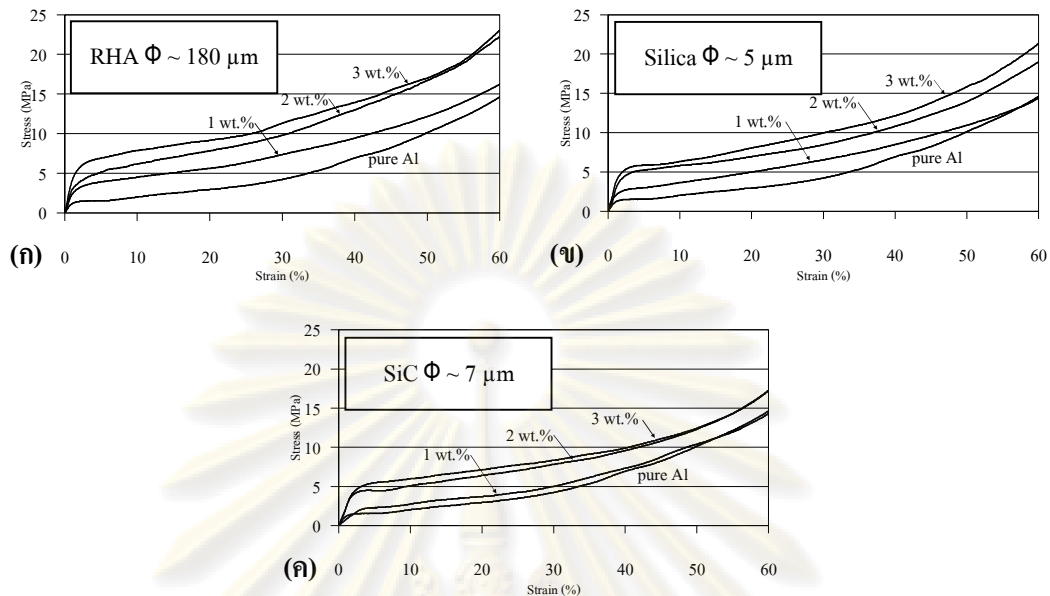 25
20
15
10
5
0
Stress (MPa)
RHA Φ ~ 180 µm
3 wt.%
2 wt.%
1 wt.%
pure Al
(ก)
0 10 20 30 40 50 60
Strain (%)
25
20
15
10
5
0
Stress (MPa)
Silica Φ ~ 5 µm
3 wt.%
2 wt.%
1 wt.%
pure Al
(ข)
0 10 20 30 40 50 60
Strain (%)
25
20
15
10
5
0
Stress (MPa)
SiC Φ ~ 7 µm
3 wt.%
2 wt.%
1 wt.%
pure Al
(ค)
0 10 20 30 40 50 60
Strain (%)